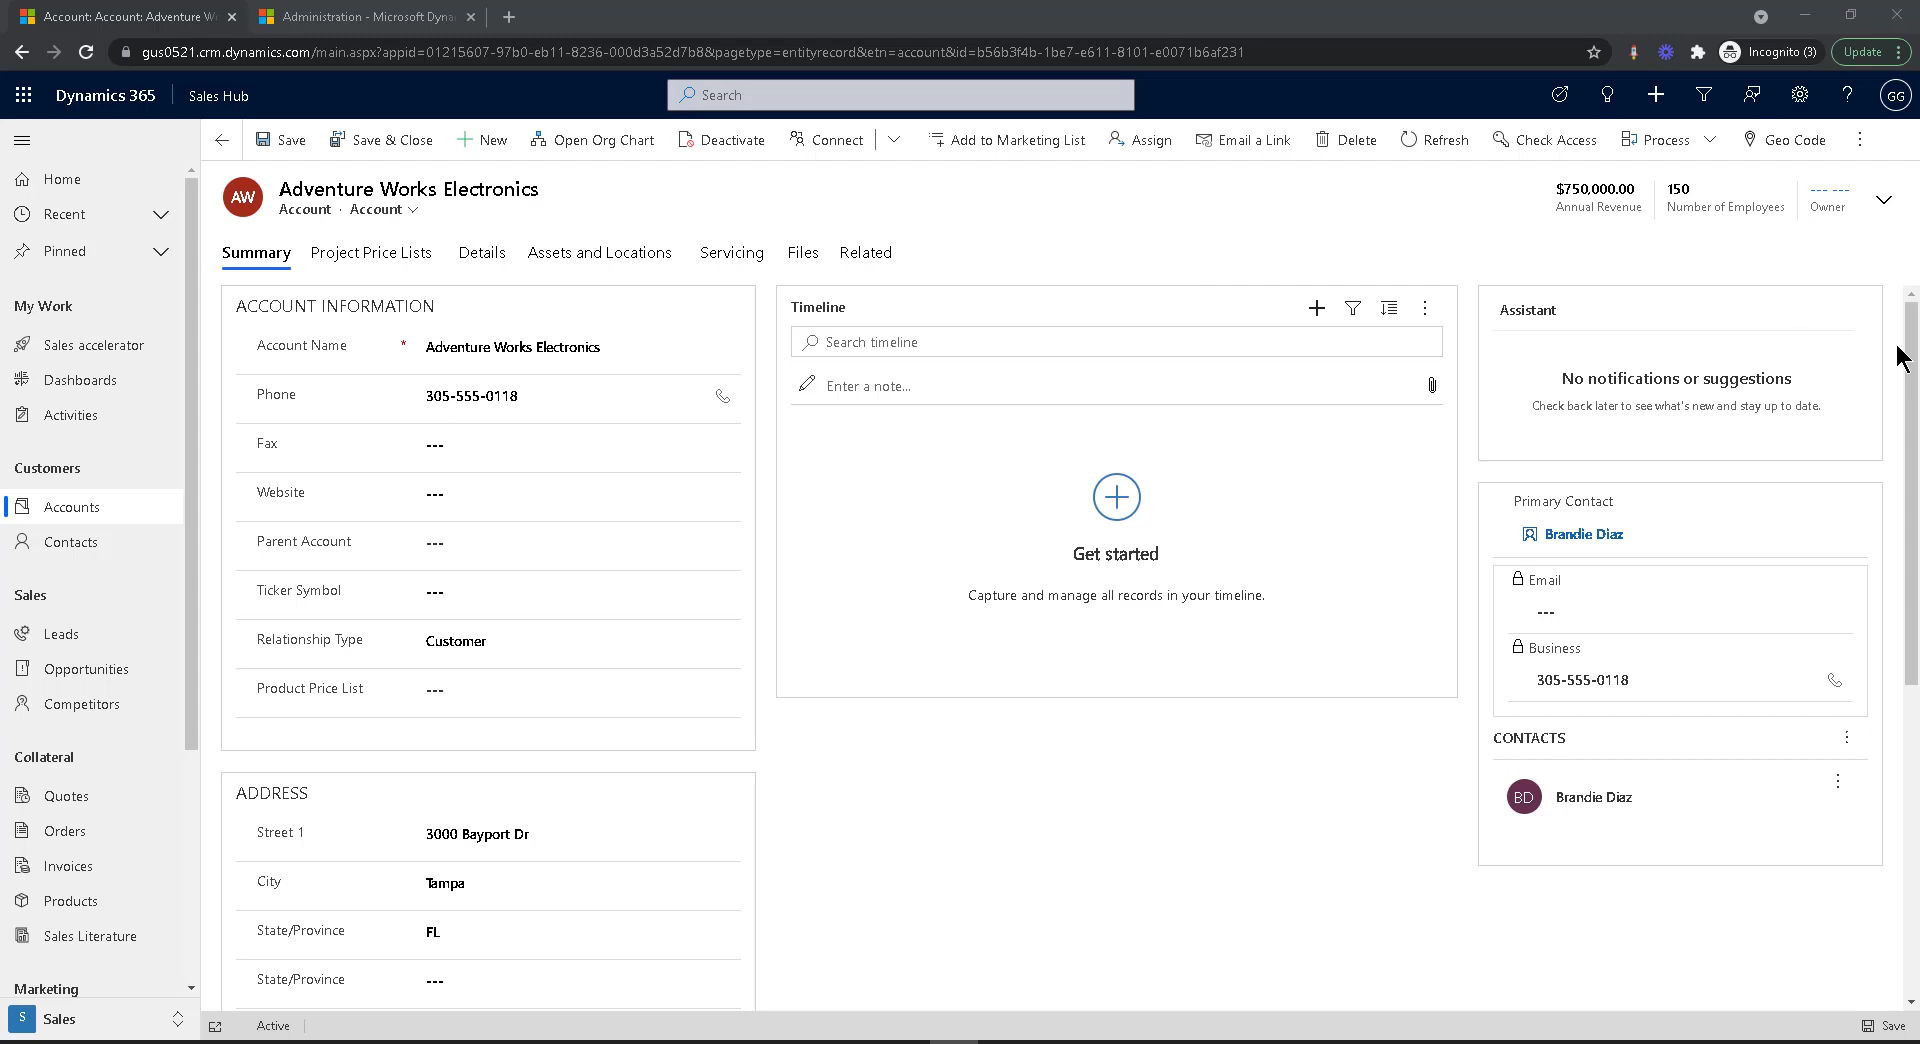 Account: Account: Adventure W
Administration - Microsoft Dyna
gus0521.crm.dynamics.com/main.aspx?appid=01215607-97b0-eb11-8236-000d3a52d7b8&pagetype=entityrecord&etn=account&id=b56b3f4b-1be7-e611-8101-e0071b6af231
Incognito (3)
Update
Dynamics 365
Sales Hub
Search
GG
Save
Save & Close
New
Open Org Chart
Deactivate
Connect
Add to Marketing List
Assign
Email a Link
Delete
Refresh
Check Access
Process
Geo Code
Home
Recent
Pinned
My Work
Sales accelerator
Dashboards
Activities
Customers
Accounts
Contacts
Sales
Leads
Opportunities
Competitors
Collateral
Quotes
Orders
Invoices
Products
Sales Literature
Marketing
S Sales
AW
Adventure Works Electronics
Account · Account
$750,000.00
Annual Revenue
150
Number of Employees
--- ---
Owner
Summary
Project Price Lists
Details
Assets and Locations
Servicing
Files
Related
ACCOUNT INFORMATION
Account Name * Adventure Works Electronics
Phone 305-555-0118
Fax ---
Website ---
Parent Account ---
Ticker Symbol ---
Relationship Type Customer
Product Price List ---
ADDRESS
Street 1 3000 Bayport Dr
City Tampa
State/Province FL
State/Province ---
Timeline
Search timeline
Enter a note...
Get started
Capture and manage all records in your timeline.
Assistant
No notifications or suggestions
Check back later to see what's new and stay up to date.
Primary Contact
Brandie Diaz
Email
---
Business
305-555-0118
CONTACTS
BD Brandie Diaz
Active
Save